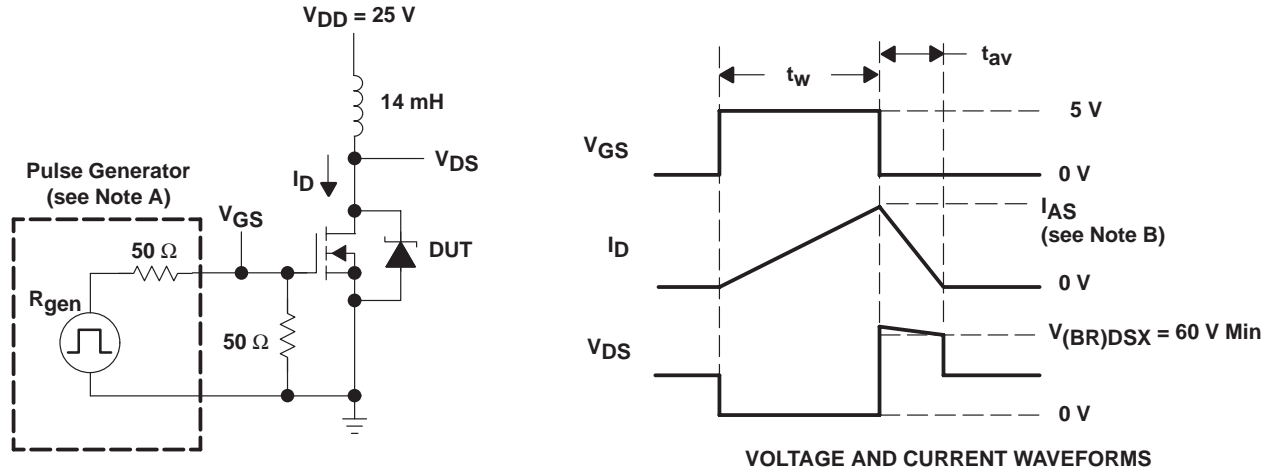 VDD = 25 V
14 mH
VDS
ID
Pulse Generator
(see Note A)
VGS
50 Ω
DUT
Rgen
50 Ω
tw
tav
VGS
5 V
0 V
ID
IAS
(see Note B)
0 V
VDS
V(BR)DSX = 60 V Min
0 V
VOLTAGE AND CURRENT WAVEFORMS